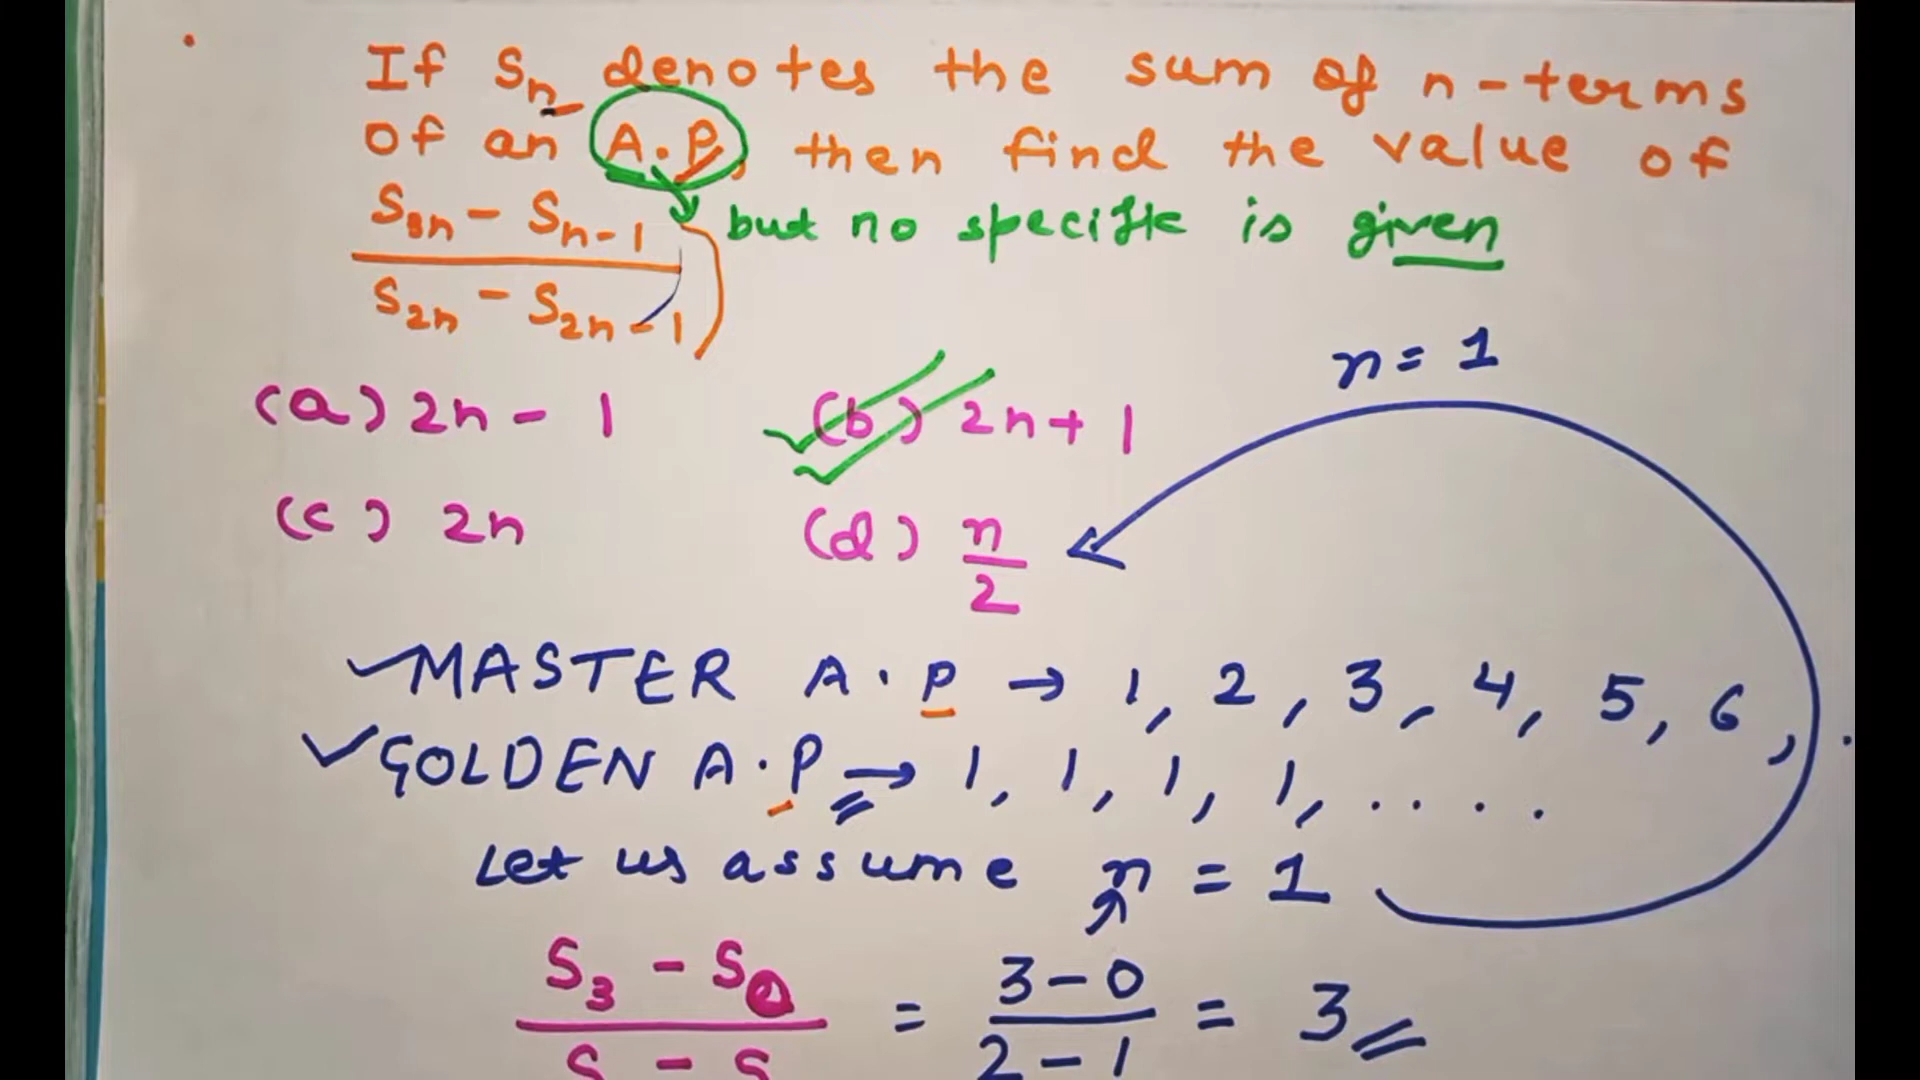 If Sn denotes the sum of n-terms
of an A.P, then find the value of
S3n - Sn-1 but no specific is given
S2n - S2n-1
n = 1
(a) 2n - 1 (b) 2n + 1
(c) 2n (d) n/2
MASTER A.P → 1, 2, 3, 4, 5, 6, .
GOLDEN A.P → 1, 1, 1, 1, ....
Let us assume n = 1
S3 - S0 = 3 - 0 = 3
S - S 2 - 1